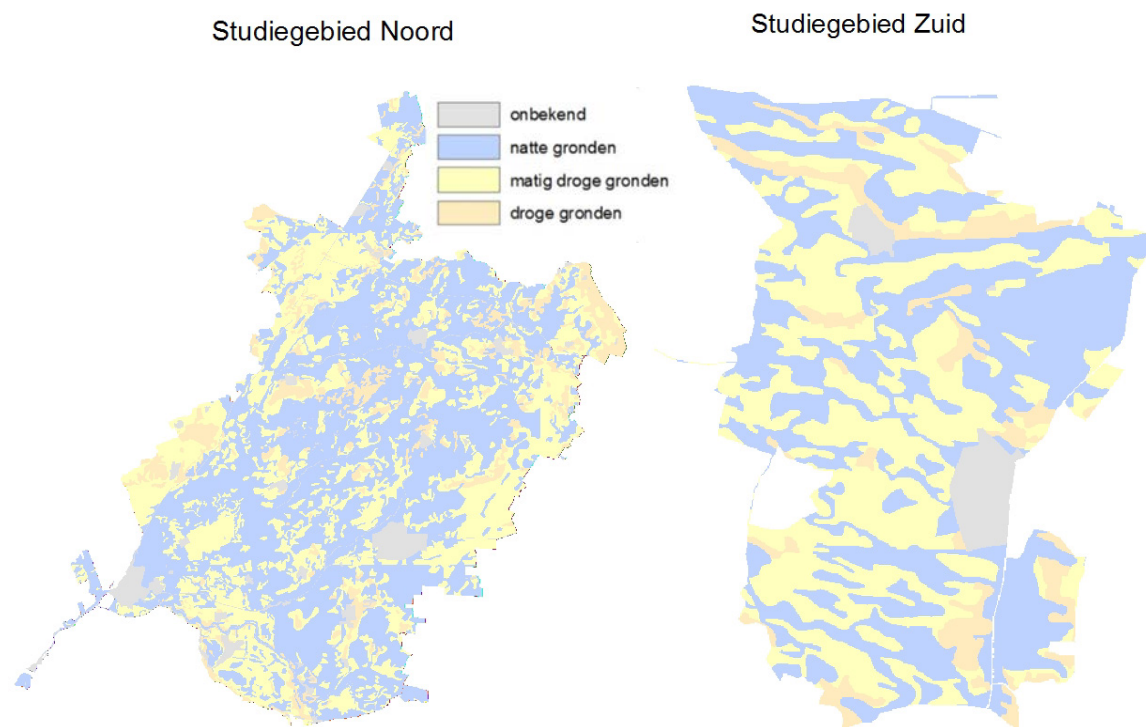 Studiegebied Noord
Studiegebied Zuid
onbekend
natte gronden
matig droge gronden
droge gronden